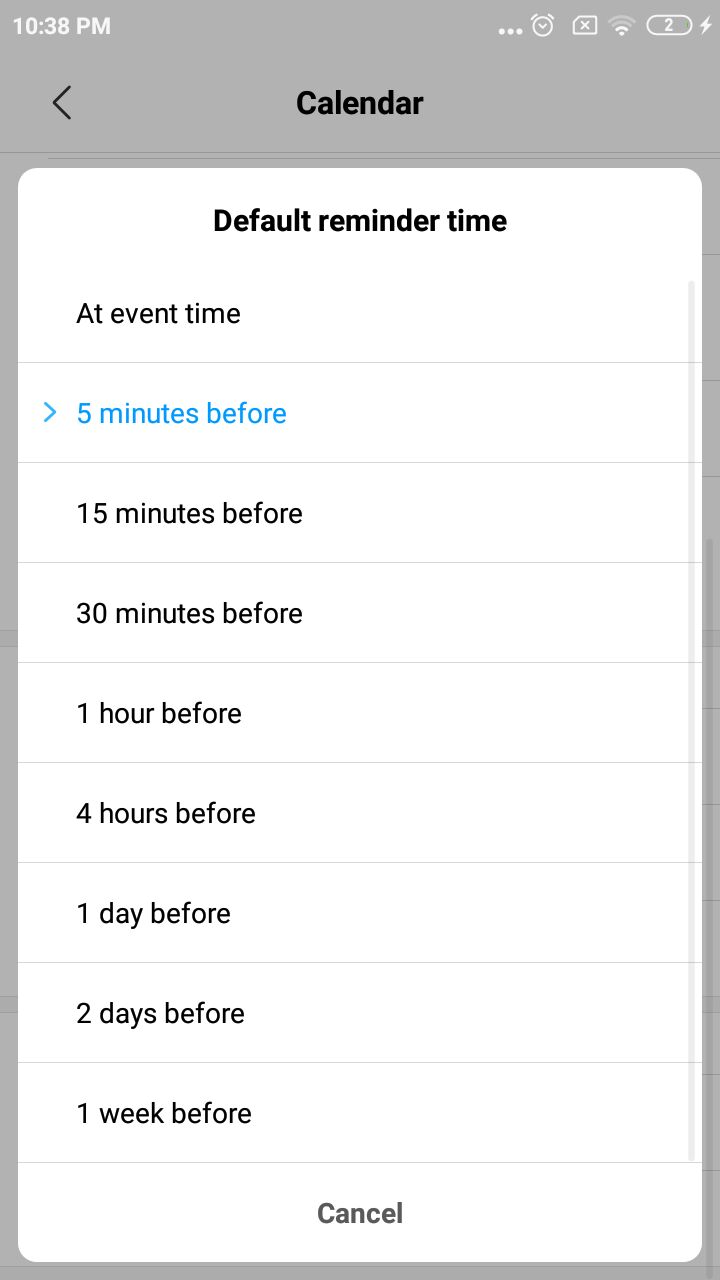 10:38 PM
2
Calendar
Default reminder time
At event time
5 minutes before
15 minutes before
30 minutes before
1 hour before
4 hours before
1 day before
2 days before
1 week before
Cancel